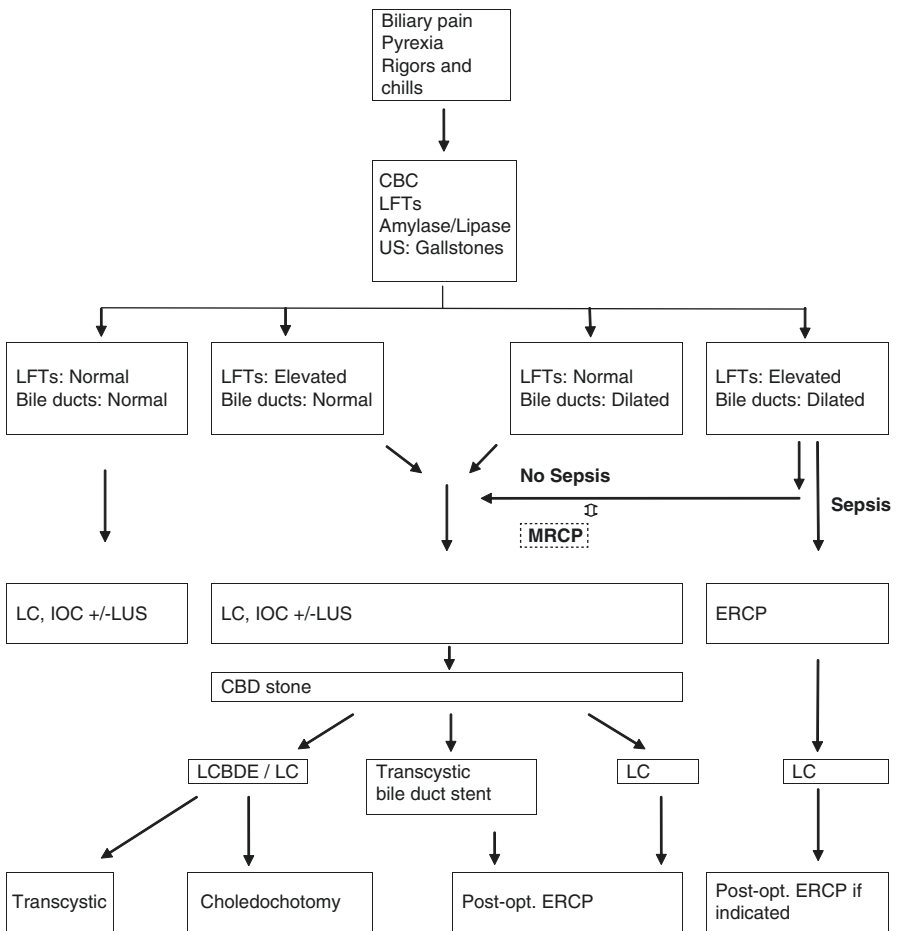 Biliary pain
Pyrexia
Rigors and
chills
CBC
LFTs
Amylase/Lipase
US: Gallstones
LFTs: Normal
Bile ducts: Normal
LFTs: Elevated
Bile ducts: Normal
LFTs: Normal
Bile ducts: Dilated
LFTs: Elevated
Bile ducts: Dilated
No Sepsis
Sepsis
MRCP
LC, IOC +/-LUS
LC, IOC +/-LUS
ERCP
CBD stone
LCBDE / LC
Transcystic
bile duct stent
LC
LC
Transcystic
Choledochotomy
Post-opt. ERCP
Post-opt. ERCP if
indicated